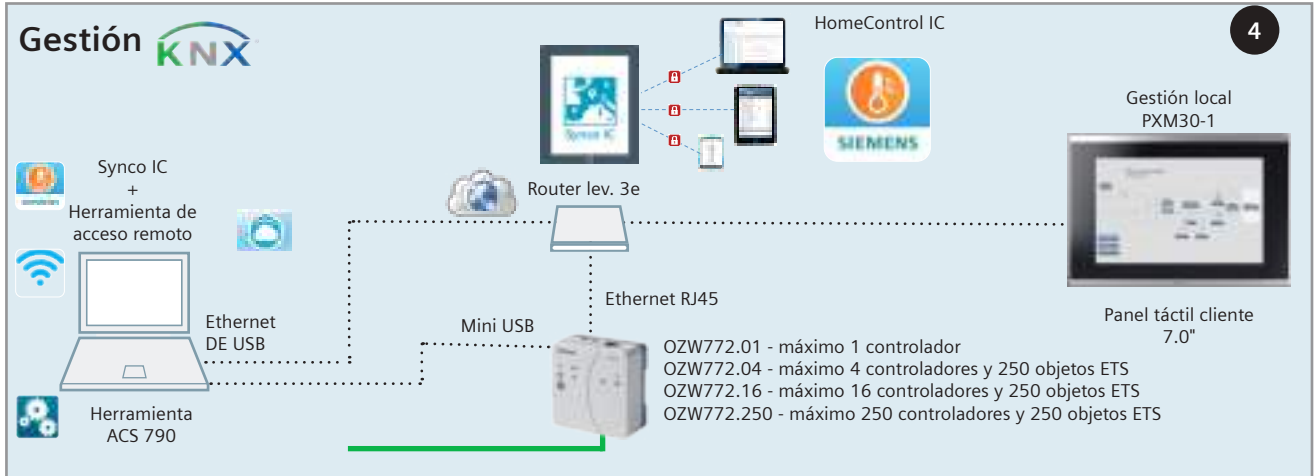 Gestión KNX
HomeControl IC
4
Synco IC
SIEMENS
Gestión local
PXM30-1
SIEMENS
Synco IC
+
Herramienta de
acceso remoto
Router lev. 3e
Ethernet RJ45
Ethernet
DE USB
Mini USB
Panel táctil cliente
7.0"
OZW772.01 - máximo 1 controlador
OZW772.04 - máximo 4 controladores y 250 objetos ETS
OZW772.16 - máximo 16 controladores y 250 objetos ETS
OZW772.250 - máximo 250 controladores y 250 objetos ETS
Herramienta
ACS 790